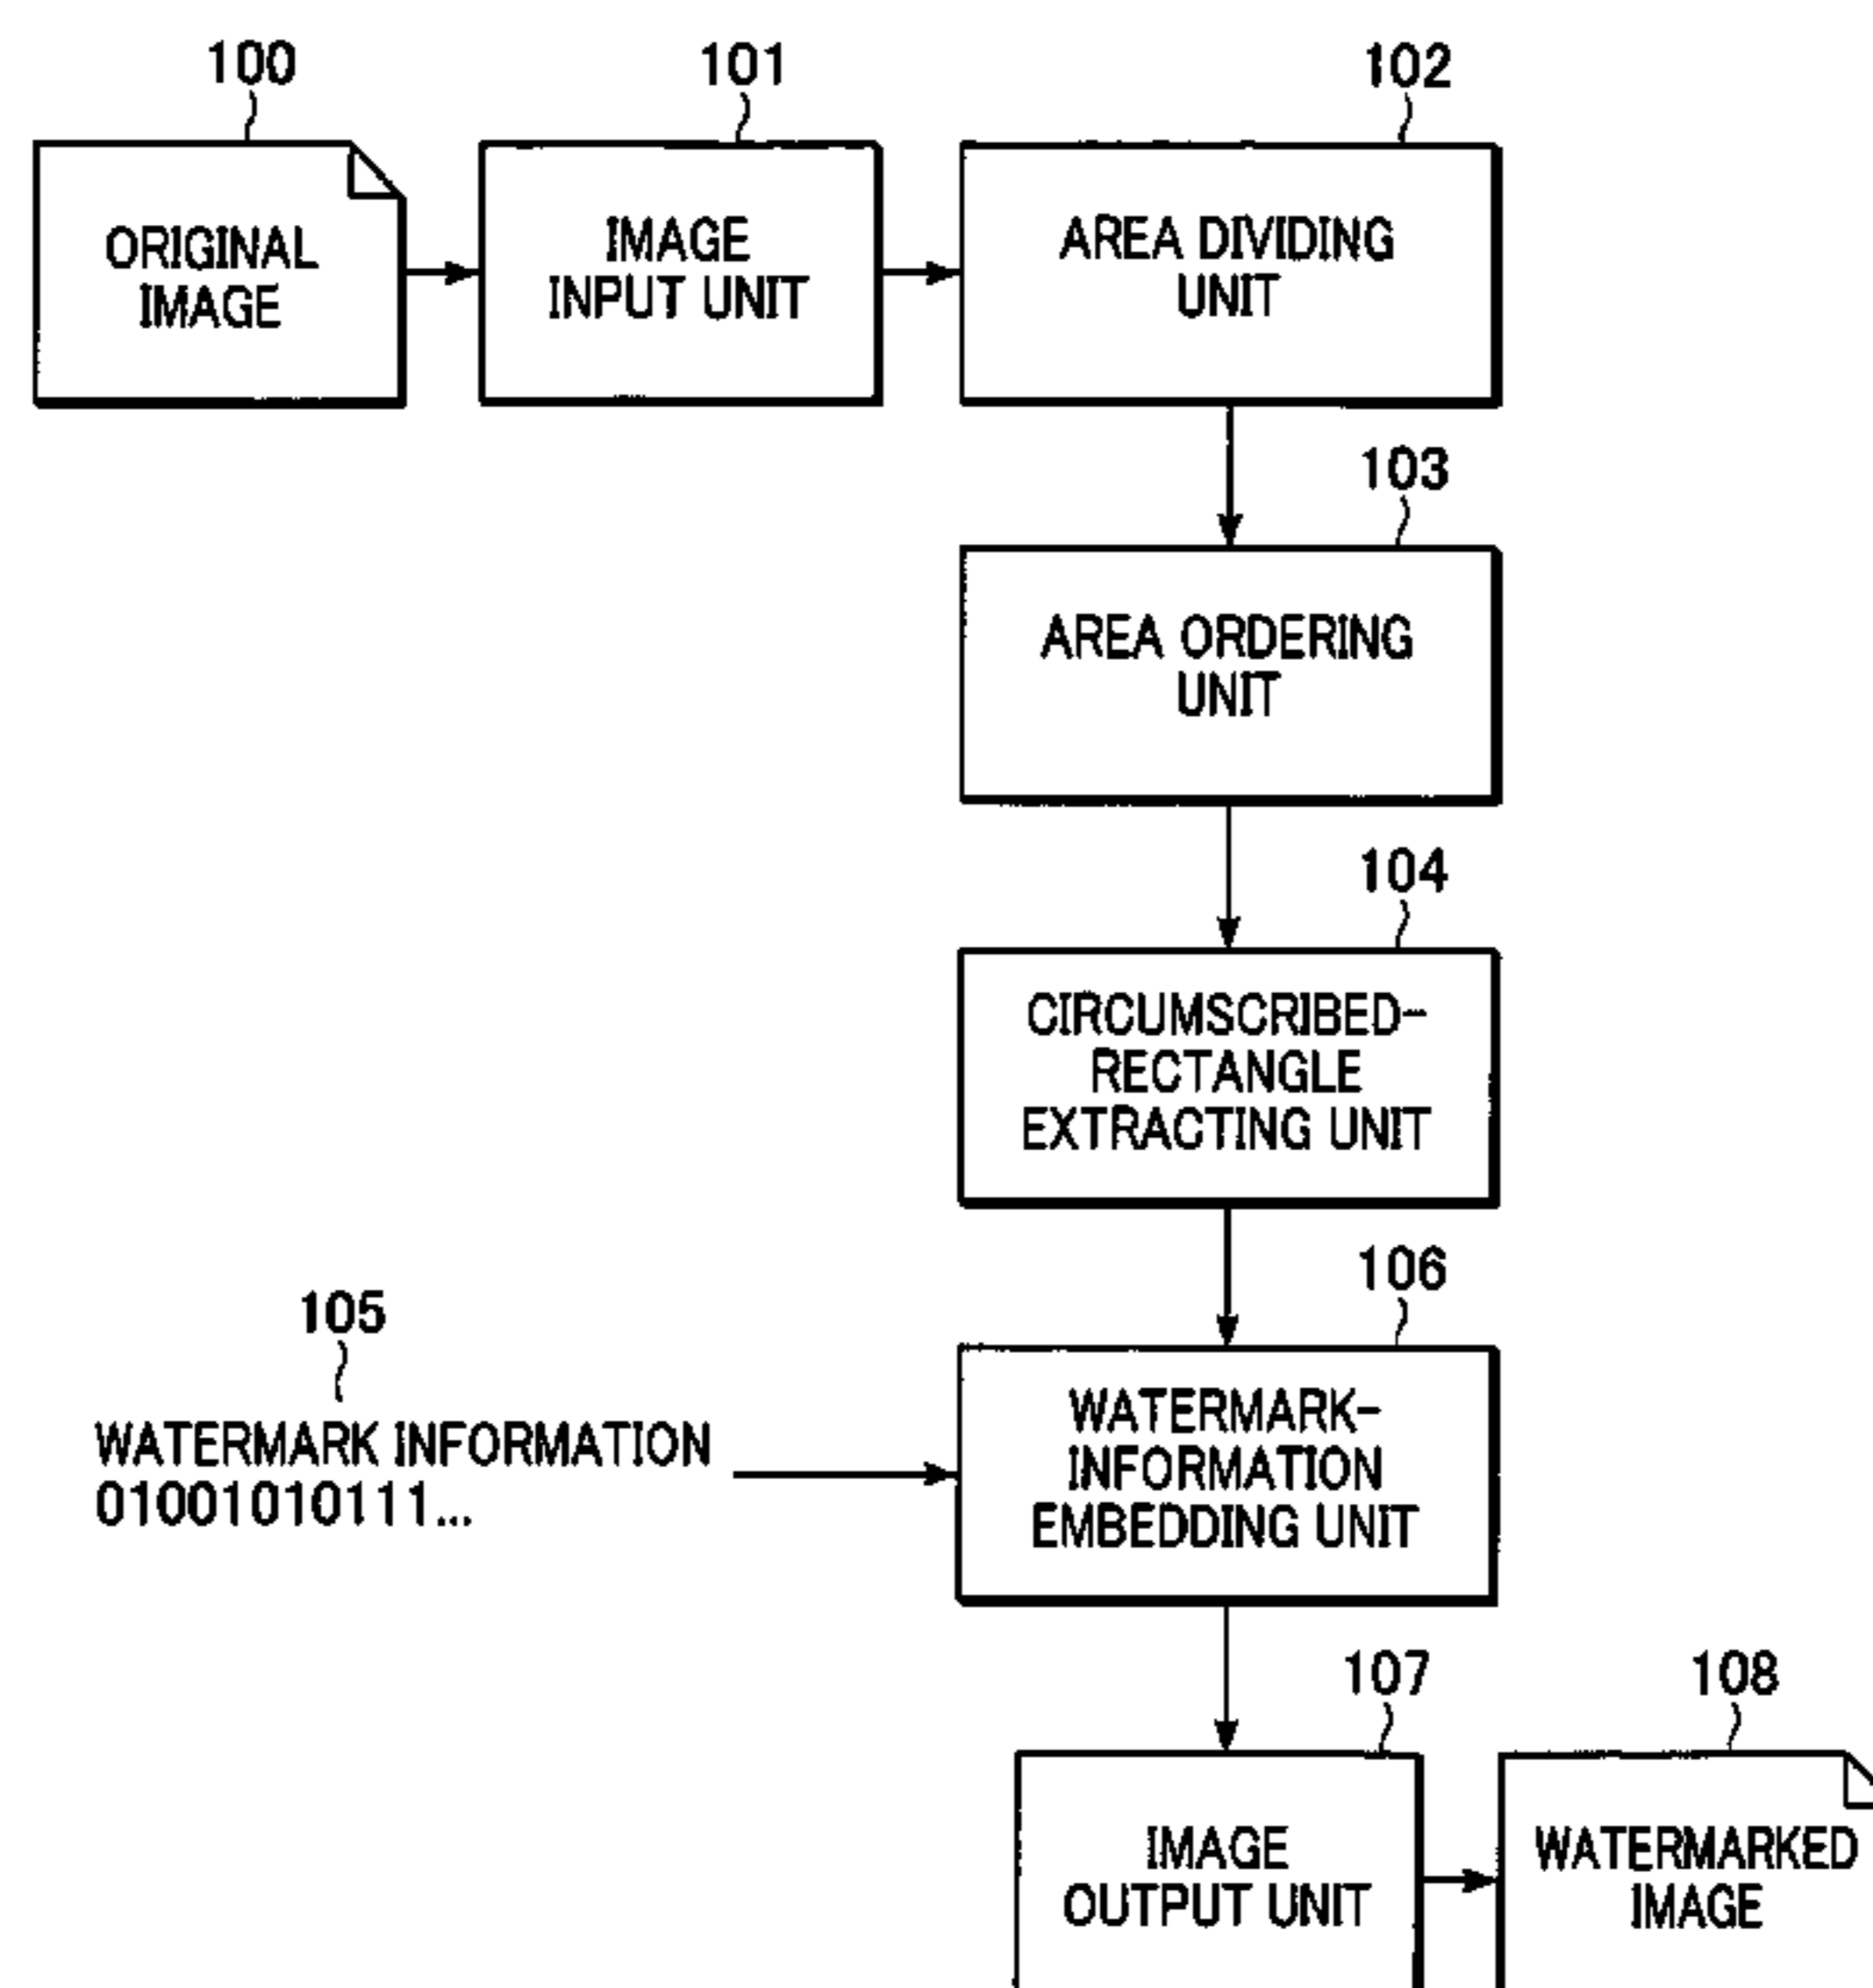 100
101
102
ORIGINAL
IMAGE
IMAGE
INPUT UNIT
AREA DIVIDING
UNIT
103
AREA ORDERING
UNIT
104
CIRCUMSCRIBED-
RECTANGLE
EXTRACTING UNIT
105
WATERMARK INFORMATION
01001010111...
106
WATERMARK-
INFORMATION
EMBEDDING UNIT
107
108
IMAGE
OUTPUT UNIT
WATERMARKED
IMAGE